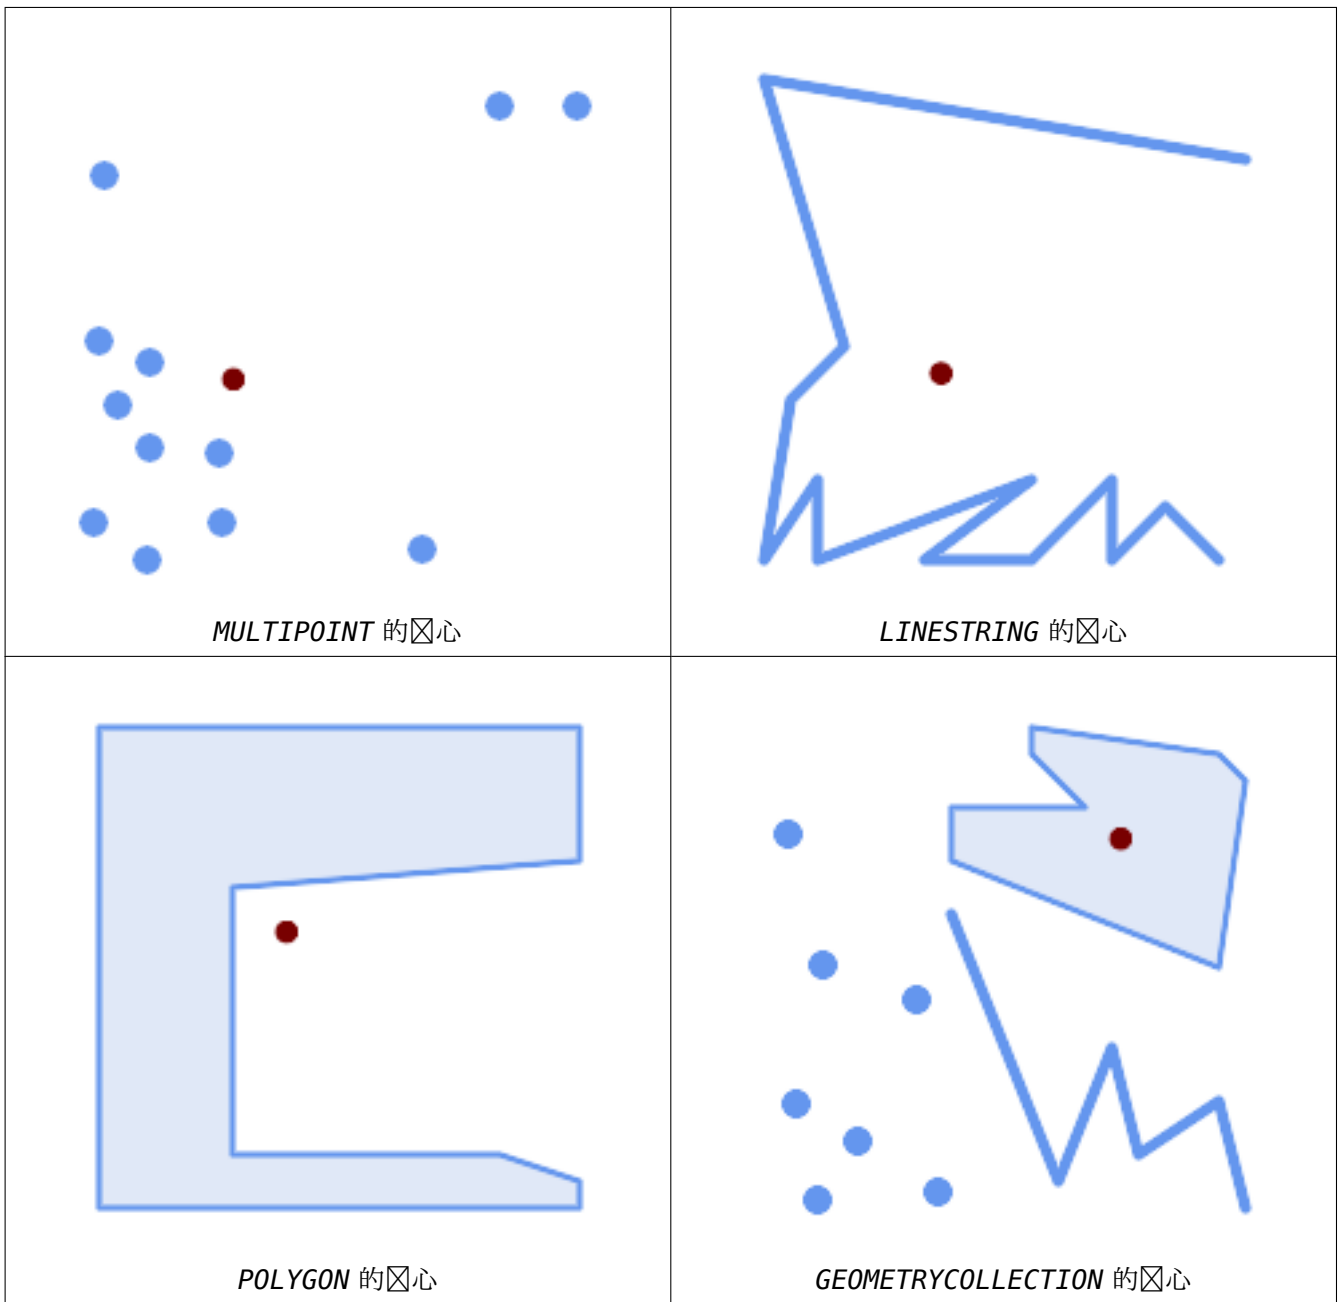 MULTIPOINT 的☒心
LINESTRING 的☒心
POLYGON 的☒心
GEOMETRYCOLLECTION 的☒心